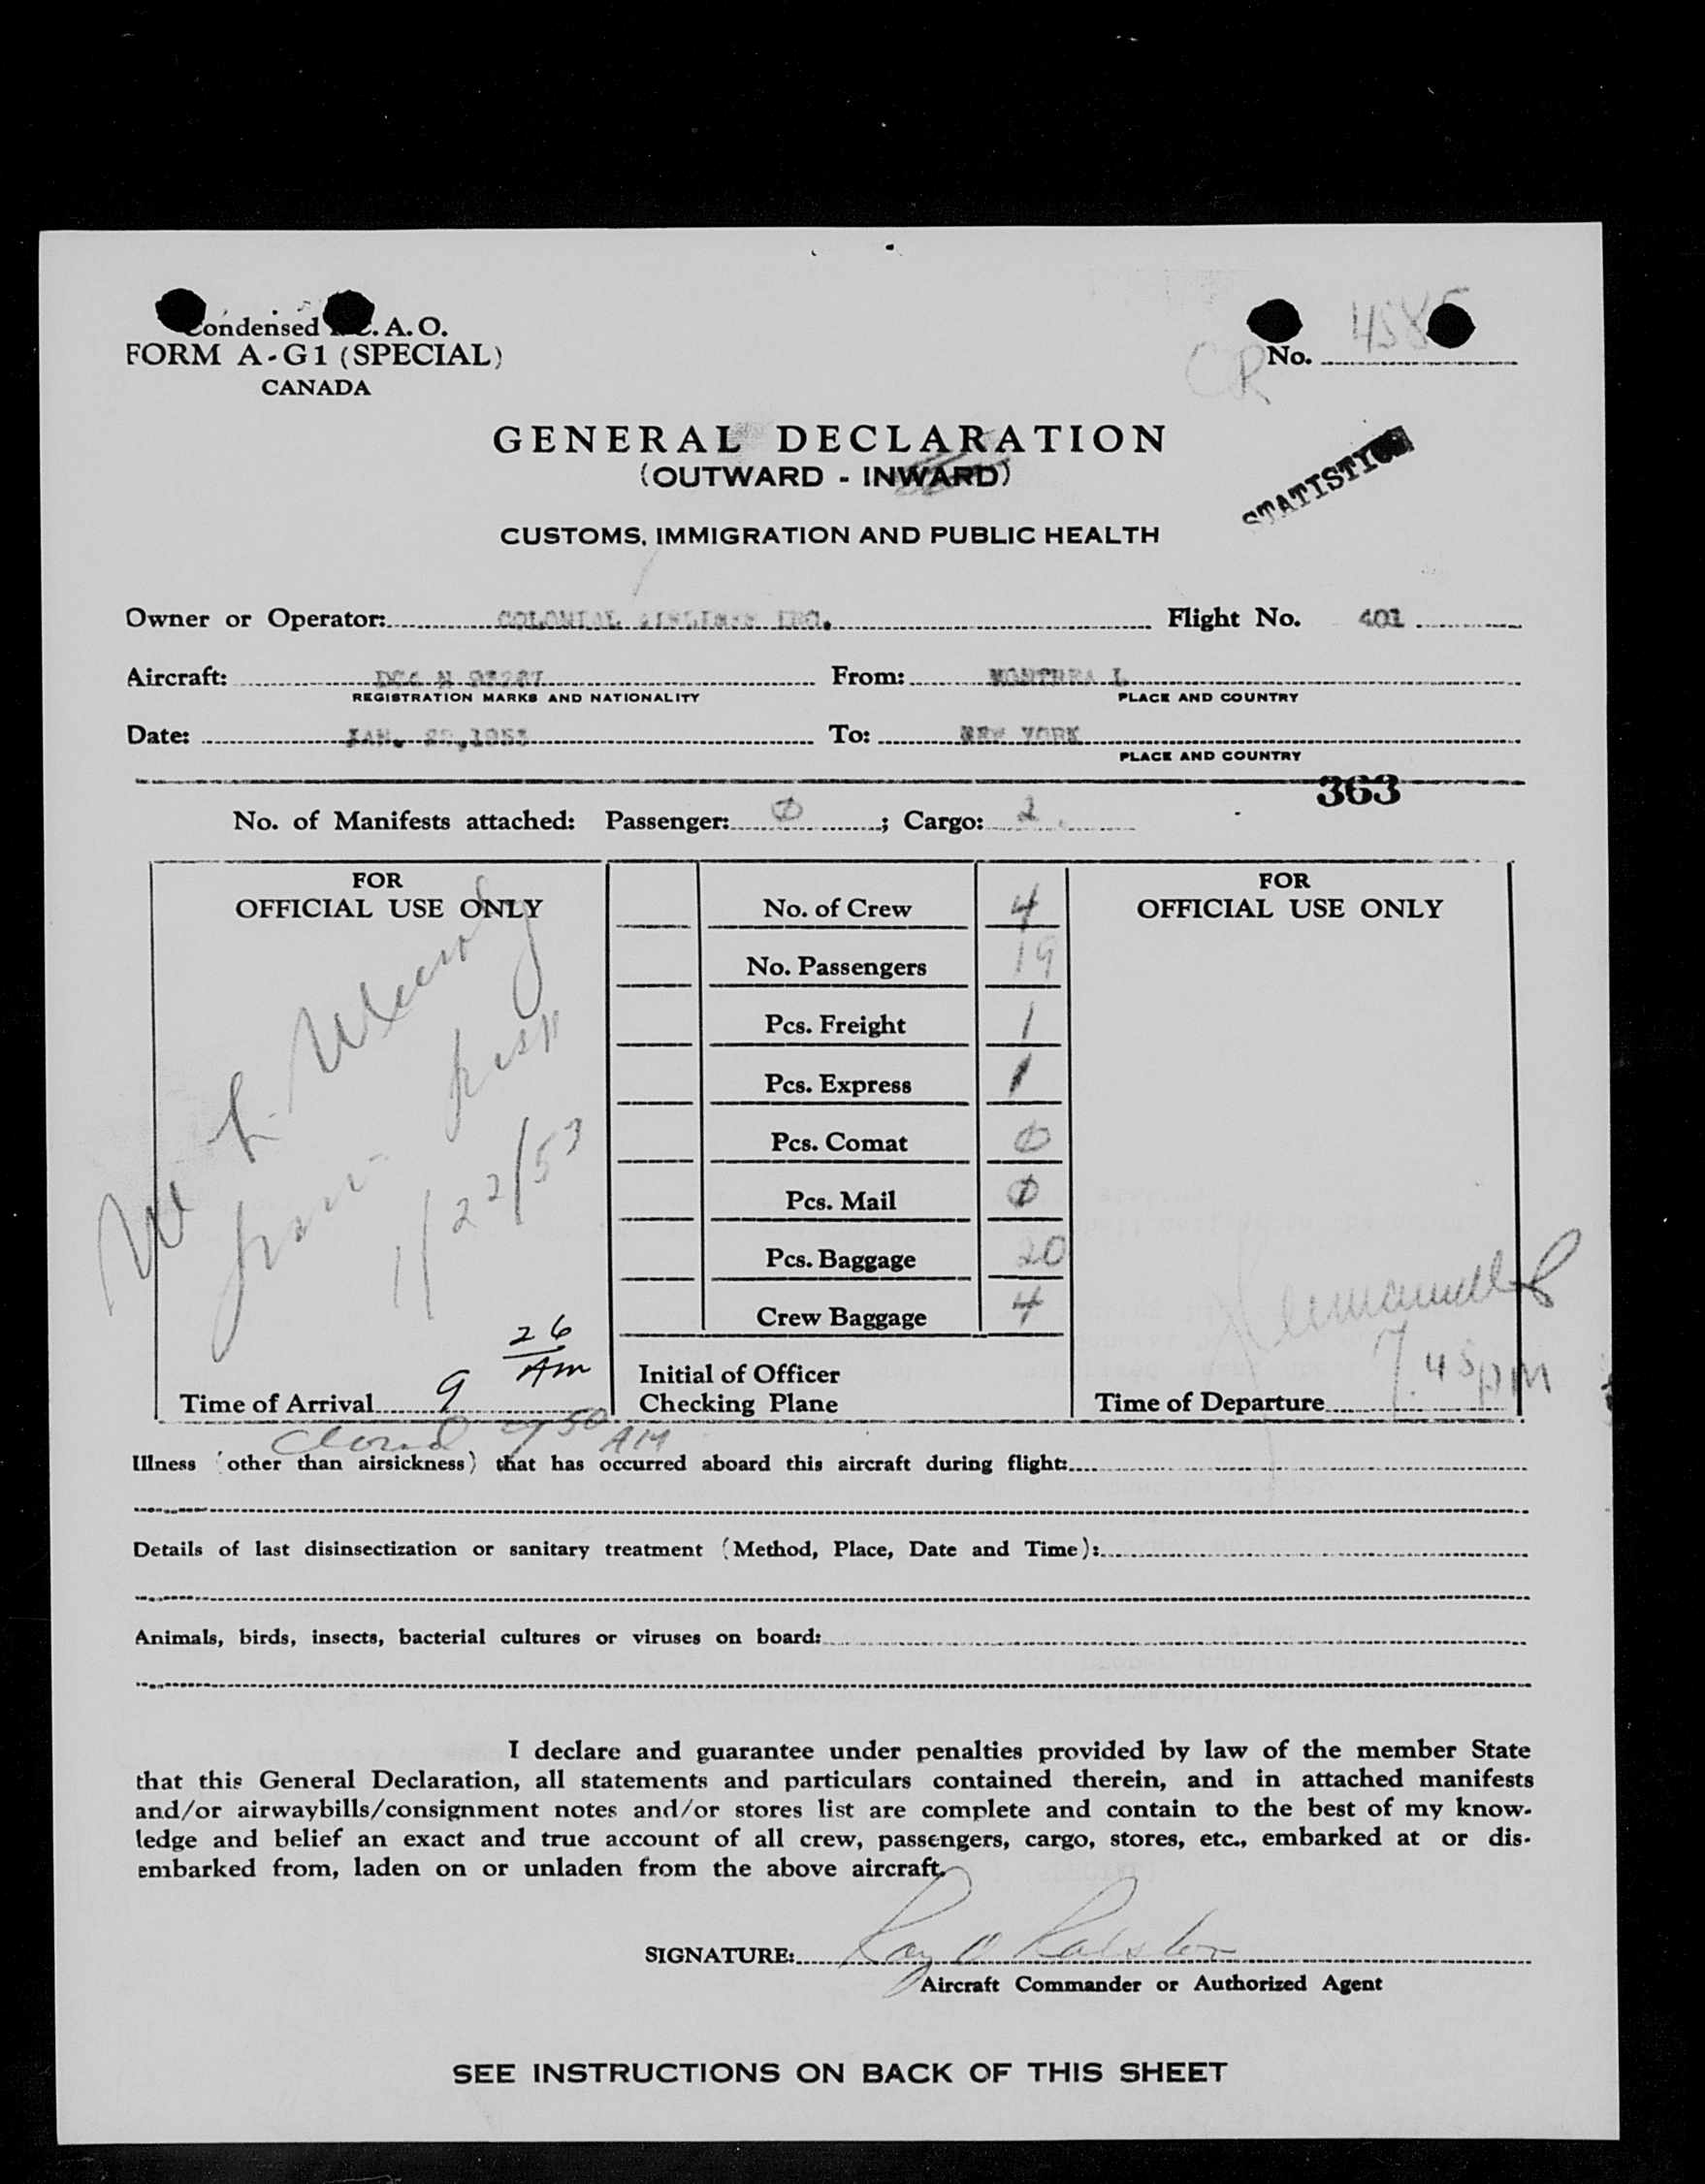 Condensed I.C.A.O.
FORM A-G1 (SPECIAL)
CANADA
CR No. 458
GENERAL DECLARATION
(OUTWARD - INWARD)
STATISTICS
CUSTOMS, IMMIGRATION AND PUBLIC HEALTH
Owner or Operator: COLONIAL AIRLINES INC. Flight No. 401
Aircraft: DC4 N From: MONTREA L
REGISTRATION MARKS AND NATIONALITY PLACE AND COUNTRY
Date: JAN. 22,1953 To: NEW YORK
PLACE AND COUNTRY
363
No. of Manifests attached: Passenger: 0 ; Cargo: 2
FOR
OFFICIAL USE ONLY
No. of Crew 4
No. Passengers 19
Pcs. Freight 1
Pcs. Express 1
Pcs. Comat 0
Pcs. Mail 0
Pcs. Baggage 20
Crew Baggage 4
FOR
OFFICIAL USE ONLY
1/22/53
Time of Arrival 9 26 Am
Initial of Officer
Checking Plane
Time of Departure 7.45 pm
9 50 AM
Illness (other than airsickness) that has occurred aboard this aircraft during flight:
Details of last disinsectization or sanitary treatment (Method, Place, Date and Time):
Animals, birds, insects, bacterial cultures or viruses on board:
I declare and guarantee under penalties provided by law of the member State
that this General Declaration, all statements and particulars contained therein, and in attached manifests
and/or airwaybills/consignment notes and/or stores list are complete and contain to the best of my know-
ledge and belief an exact and true account of all crew, passengers, cargo, stores, etc., embarked at or dis-
embarked from, laden on or unladen from the above aircraft.
SIGNATURE: Ray O Ralston
Aircraft Commander or Authorized Agent
SEE INSTRUCTIONS ON BACK OF THIS SHEET